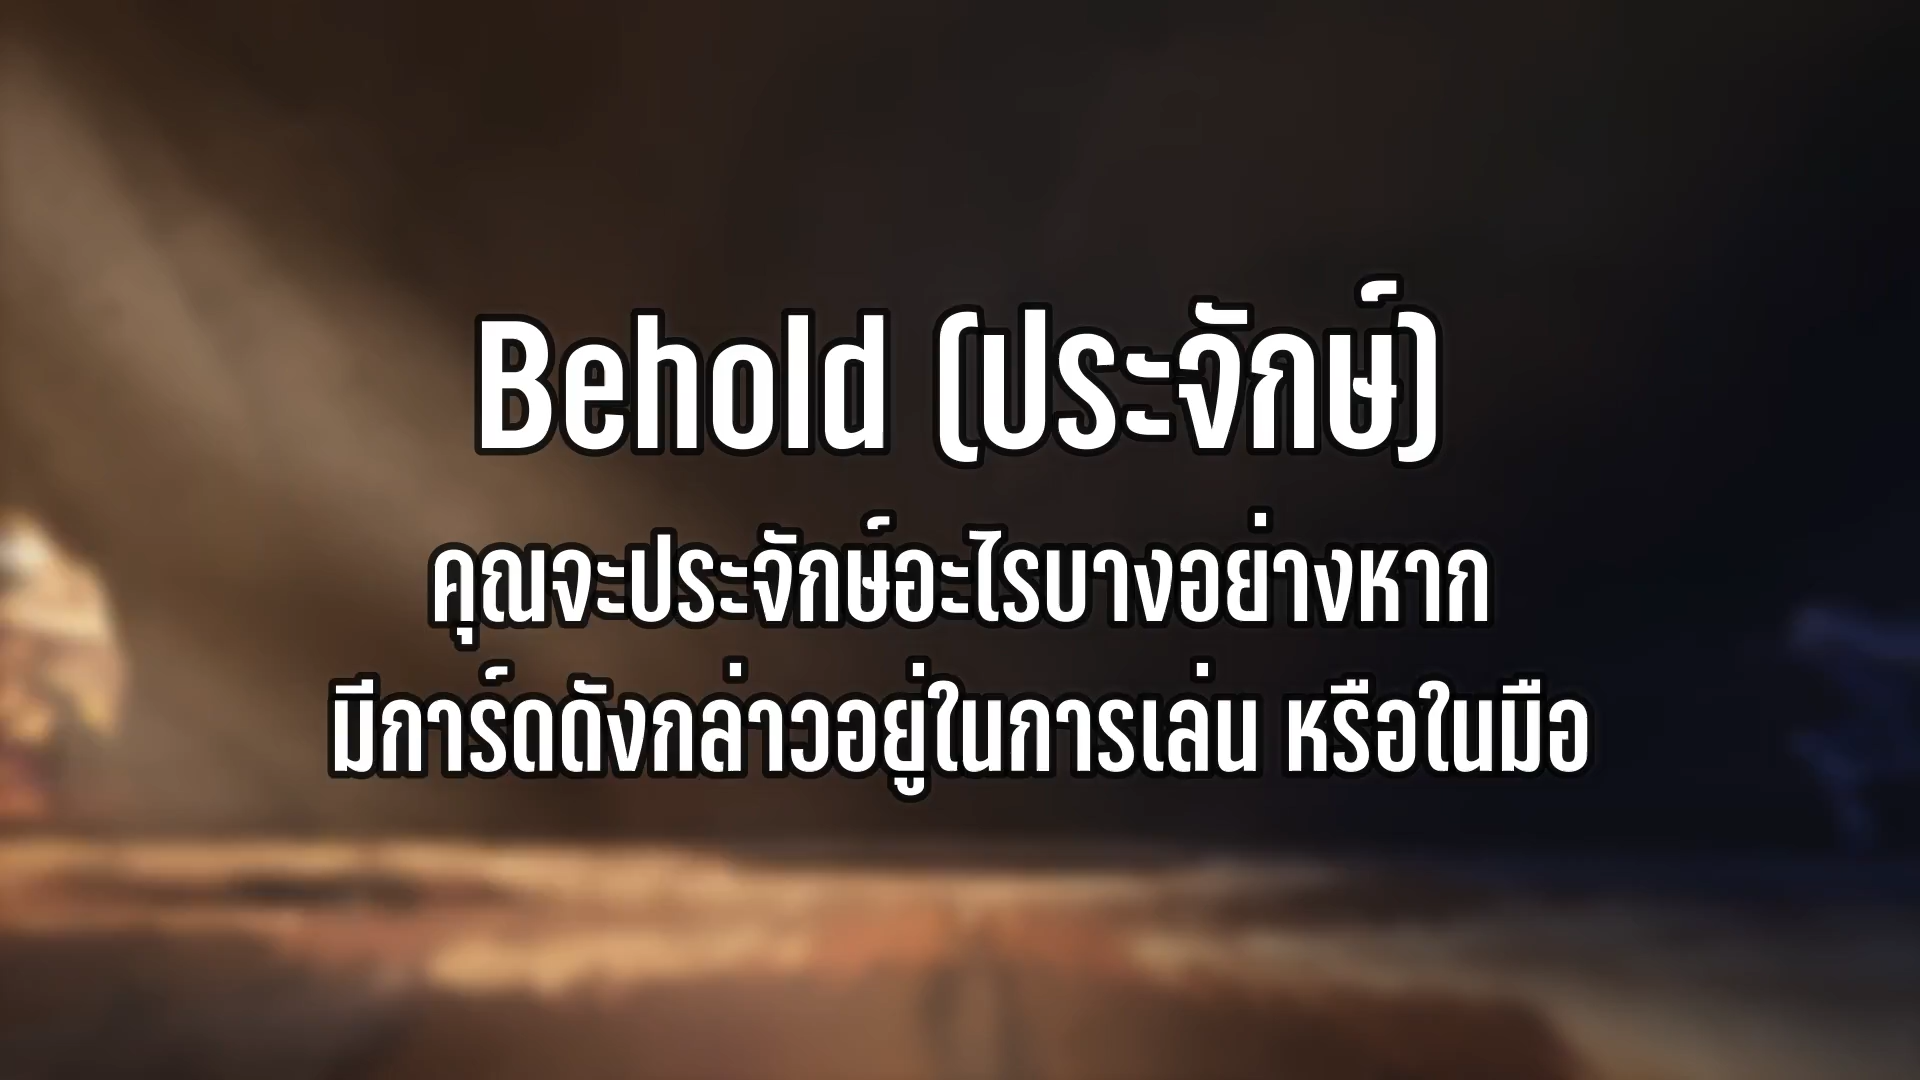 Behold (ประจักษ์)
คุณจะประจักษ์อะไรบางอย่างหาก
มีการ์ดดังกล่าวอยู่ในการเล่น หรือในมือ